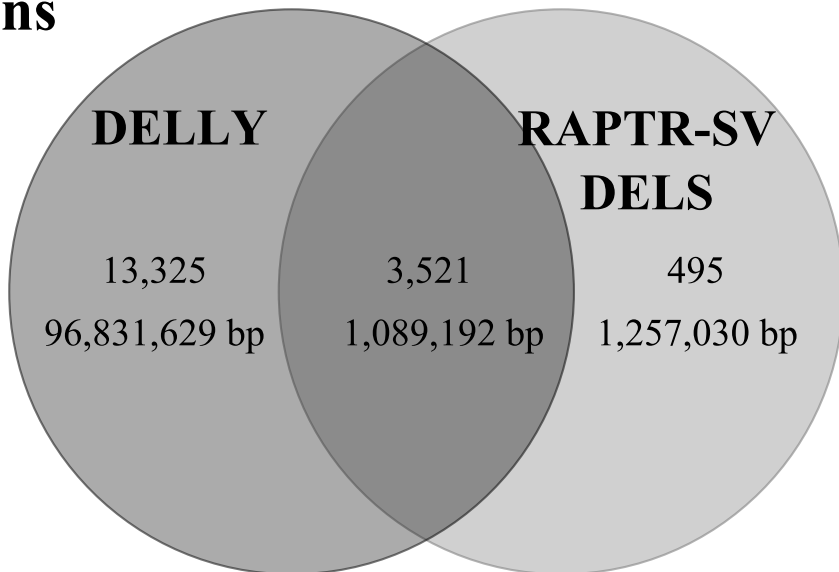 ns
DELLY
RAPTR-SV
DELS
13,325
3,521
495
96,831,629 bp
1,089,192 bp
1,257,030 bp